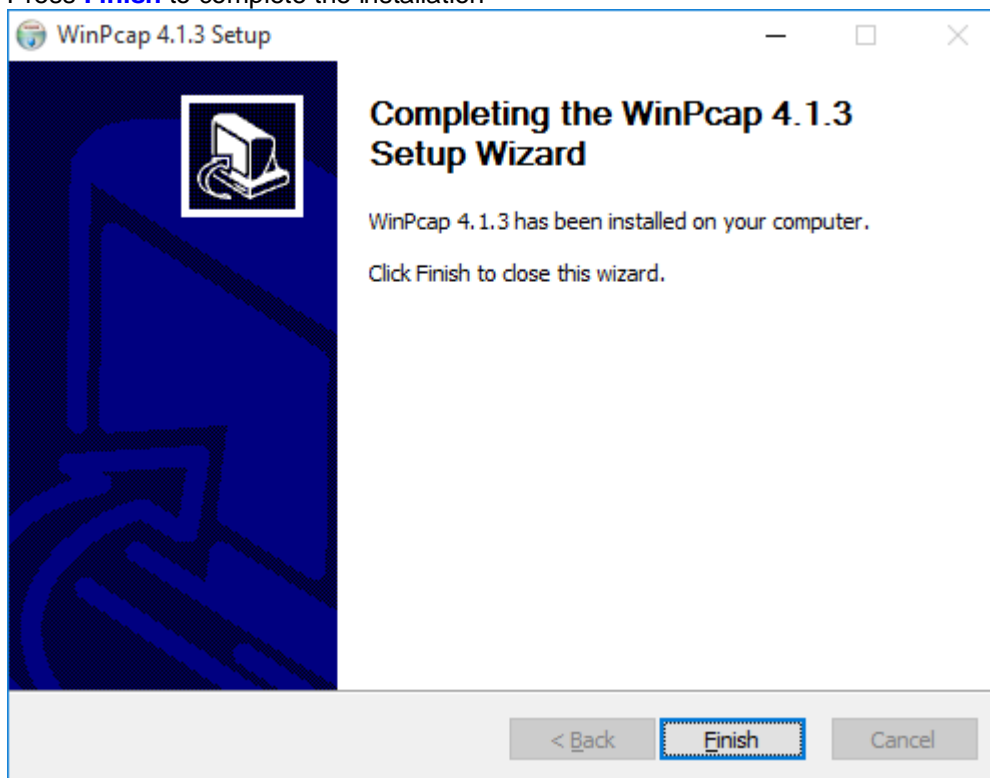 Press Finish to complete the installation
WinPcap 4.1.3 Setup
Completing the WinPcap 4.1.3
Setup Wizard
WinPcap 4.1.3 has been installed on your computer.
Click Finish to close this wizard.
< Back
Finish
Cancel